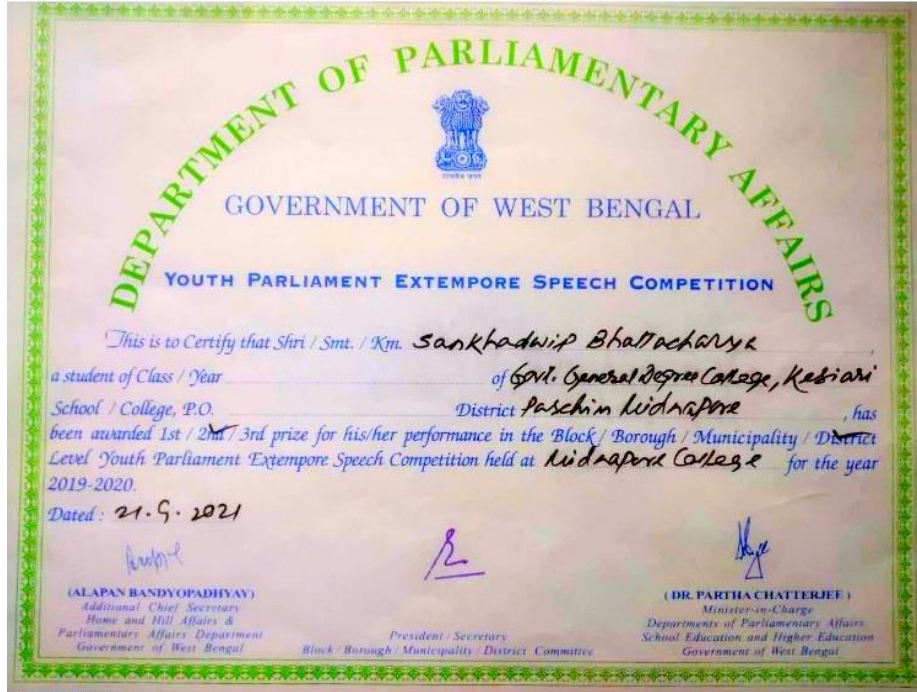 DEPARTMENT OF PARLIAMENTARY AFFAIRS
सत्यमेव जयते
GOVERNMENT OF WEST BENGAL
YOUTH PARLIAMENT EXTEMPORE SPEECH COMPETITION
This is to Certify that Shri / Smt. / Km. Sankhadwip Bhattacharya,
a student of Class / Year of Govt. General Degree College, Kesiari
School / College, P.O. District Paschim Midnapore, has
been awarded 1st / 2nd / 3rd prize for his/her performance in the Block / Borough / Municipality / District
Level Youth Parliament Extempore Speech Competition held at Midnapore College for the year
2019-2020.
Dated : 21.9.2021
(ALAPAN BANDYOPADHYAY)
Additional Chief Secretary
Home and Hill Affairs &
Parliamentary Affairs Department
Government of West Bengal
President / Secretary
Block / Borough / Municipality / District Committee
( DR. PARTHA CHATTERJEE )
Minister-in-Charge
Departments of Parliamentary Affairs
School Education and Higher Education
Government of West Bengal